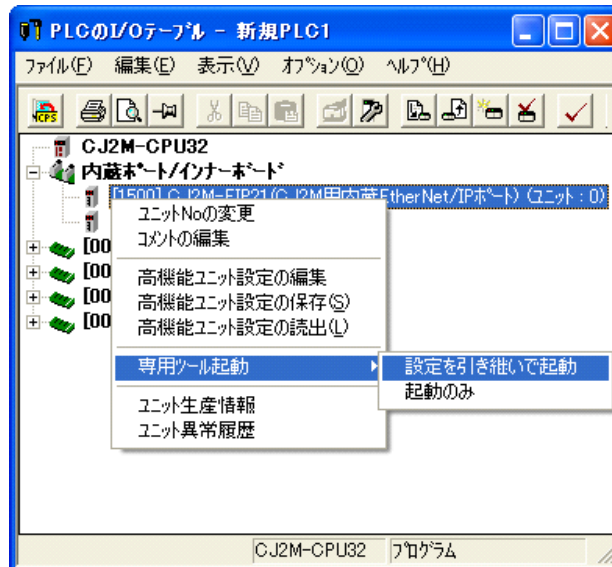 PLCのI/Oテーブル - 新規PLC1
ファイル(F) 編集(E) 表示(V) オプション(O) ヘルプ(H)
CPS
CJ2M-CPU32
内蔵ポート/インナーボード
[1500] CJ2M-EIP21(CJ2M用内蔵EtherNet/IPポート) (ユニット : 0)
ユニットNoの変更
コメントの編集
[00
高機能ユニット設定の編集
[00
高機能ユニット設定の保存(S)
[00
高機能ユニット設定の読出(L)
[00
専用ツール起動
設定を引き継いで起動
起動のみ
ユニット生産情報
ユニット異常履歴
CJ2M-CPU32 プログラム